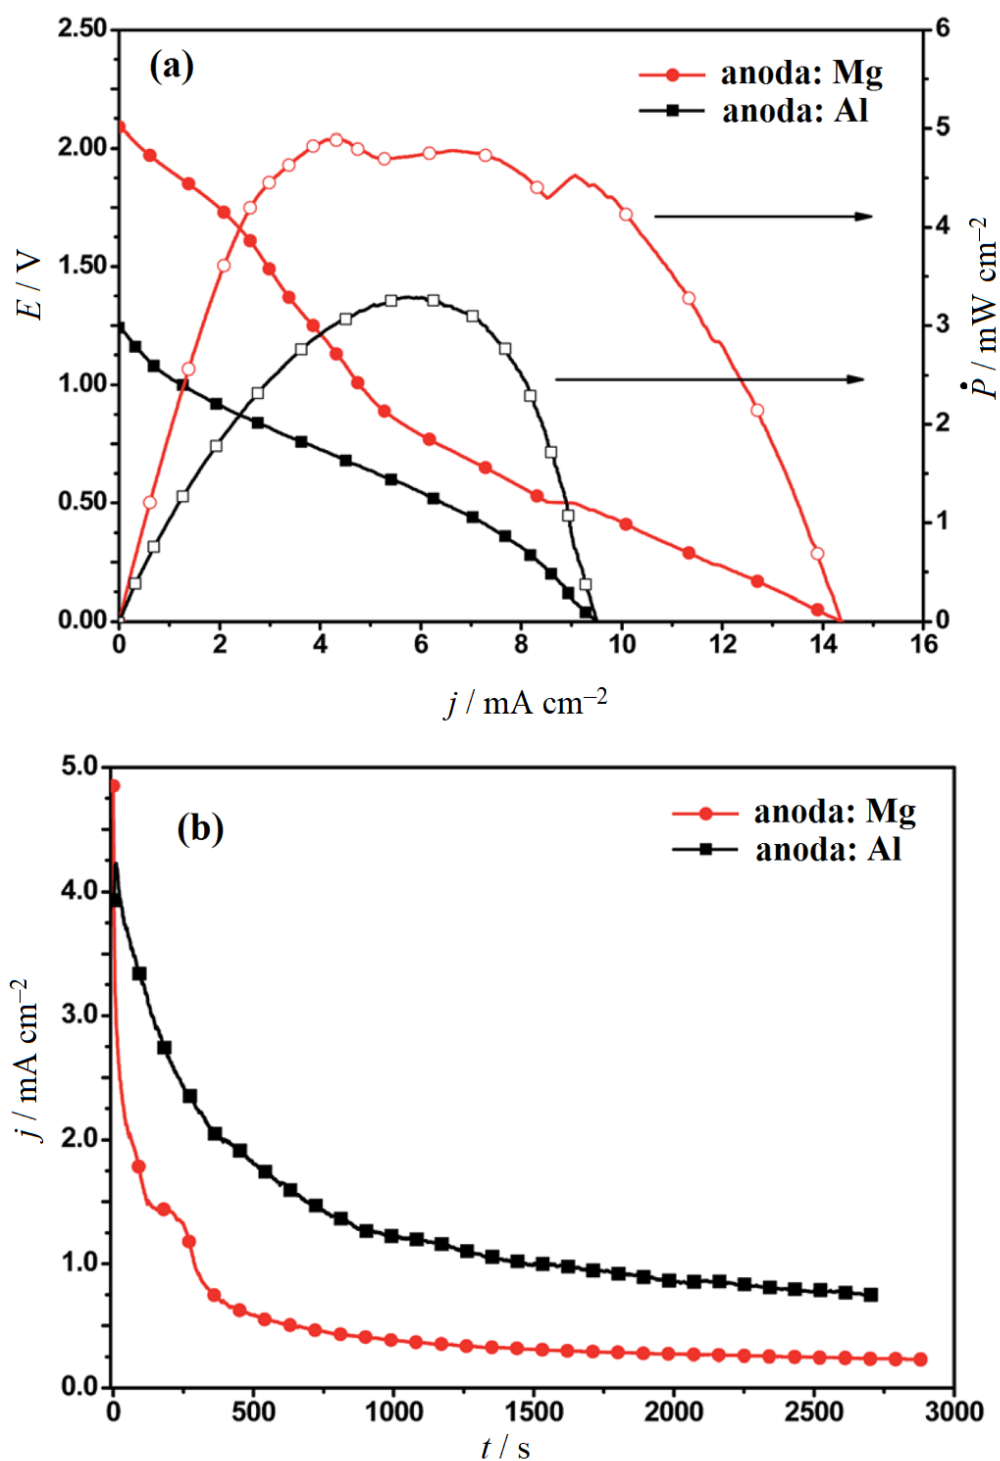 (a)
anoda: Mg
anoda: Al
2.50
2.00
1.50
1.00
0.50
0.00
E / V
6
5
4
3
2
1
0
Ṗ / mW cm⁻²
0 2 4 6 8 10 12 14 16
j / mA cm⁻²
(b)
anoda: Mg
anoda: Al
5.0
4.0
3.0
2.0
1.0
0.0
j / mA cm⁻²
0 500 1000 1500 2000 2500 3000
t / s